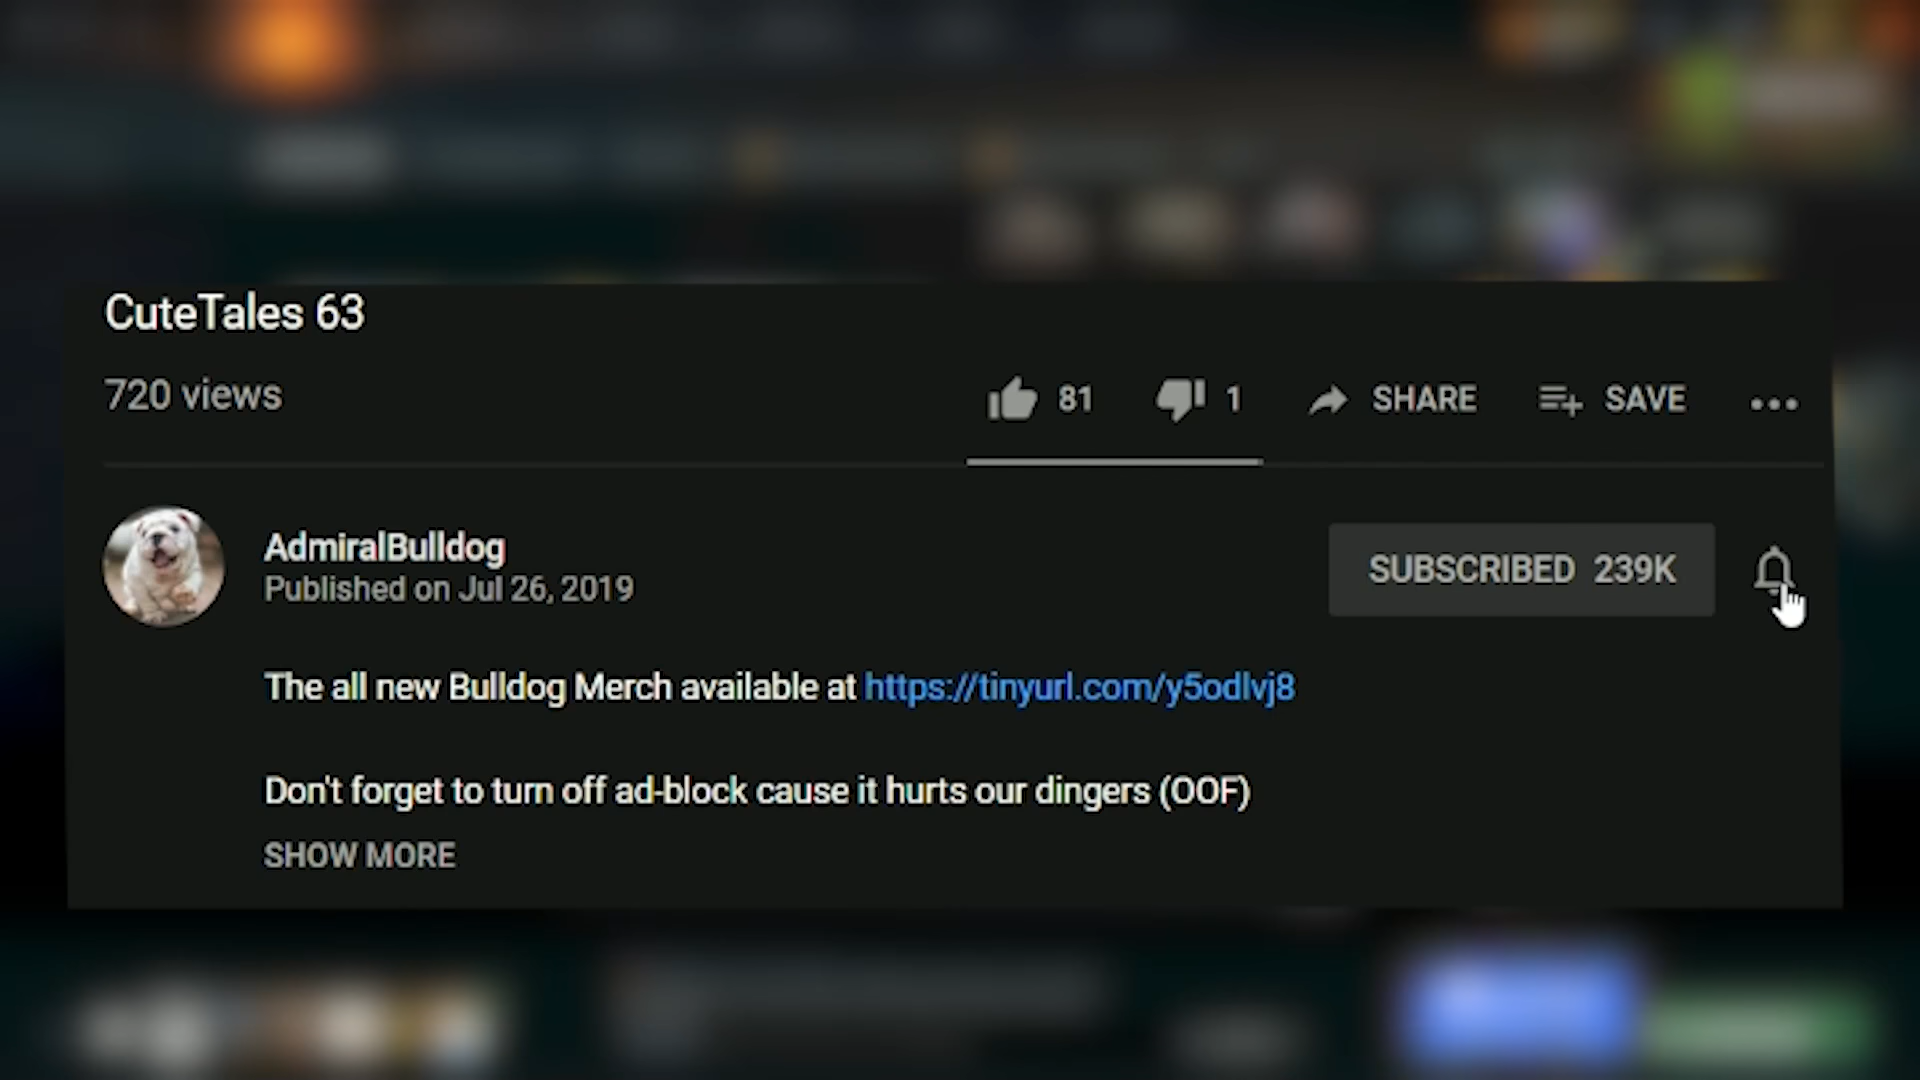 CuteTales 63
720 views
81 1 SHARE SAVE
AdmiralBulldog
Published on Jul 26, 2019
SUBSCRIBED 239K
The all new Bulldog Merch available at https://tinyurl.com/y5odlvj8
Don't forget to turn off ad-block cause it hurts our dingers (OOF)
SHOW MORE